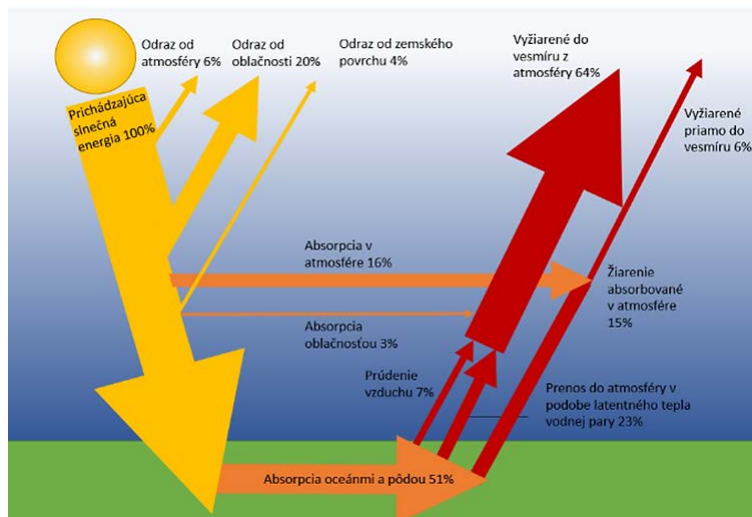 Odraz od
atmosféry 6%
Odraz od
oblačnosti 20%
Odraz od zemského
povrchu 4%
Vyžiarené do
vesmíru z
atmosféry 64%
Prichádzajúca
slnečná
energia 100%
Vyžiarené
priamo do
vesmíru 6%
Absorpcia v
atmosfére 16%
Žiarenie
absorbované
v atmosfére
15%
Absorpcia
oblačnosťou 3%
Prúdenie
vzduchu 7%
Prenos do atmosféry v
podobe latentného tepla
vodnej pary 23%
Absorpcia oceánmi a pôdou 51%